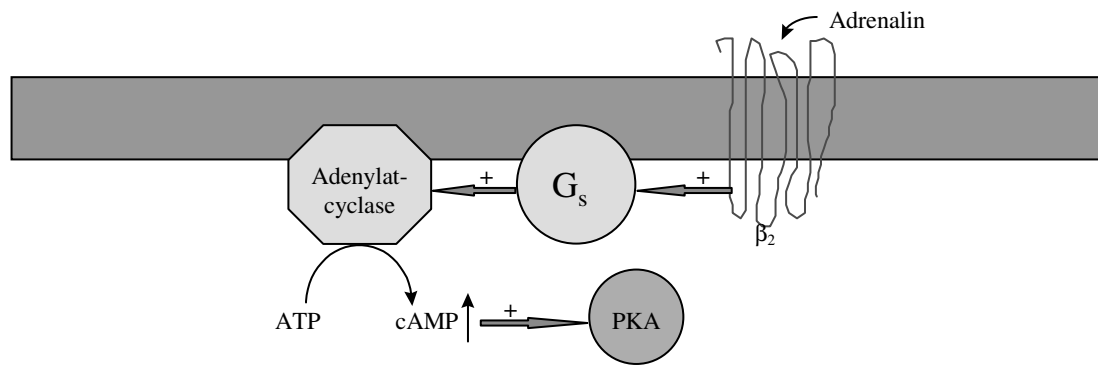 Adrenalin
+
+
Adenylat-
cyclase
Gs
β2
ATP
cAMP
+
PKA